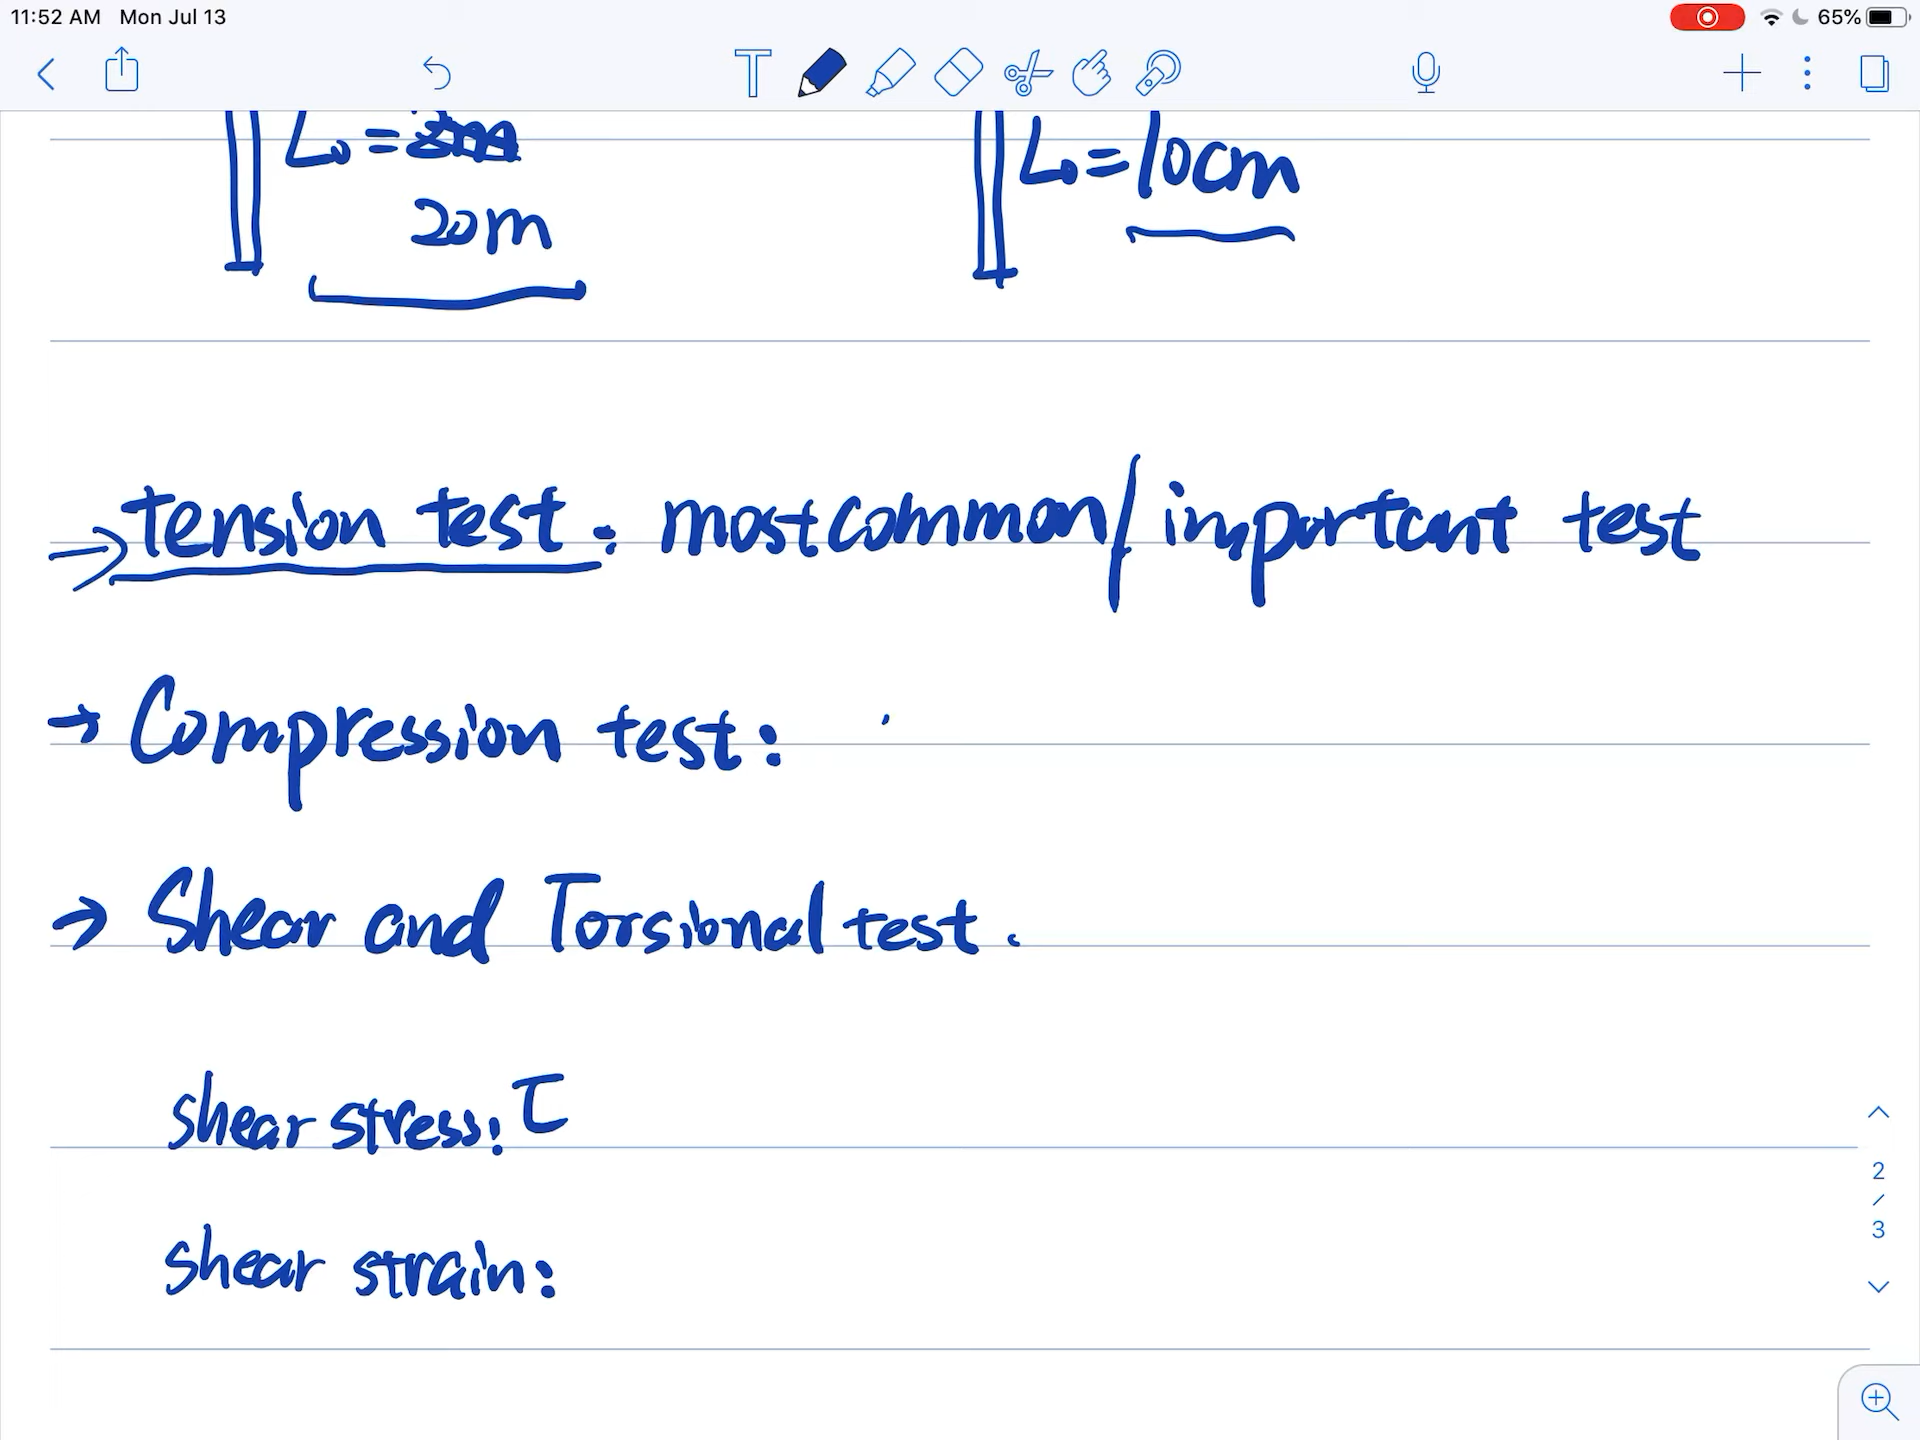 11:52 AM Mon Jul 13
65%
T
L₀ =
20m
L₀ = 10cm
→ tension test: most common / important test
→ Compression test:
→ Shear and Torsional test.
shear stress: τ
shear strain:
2
/
3